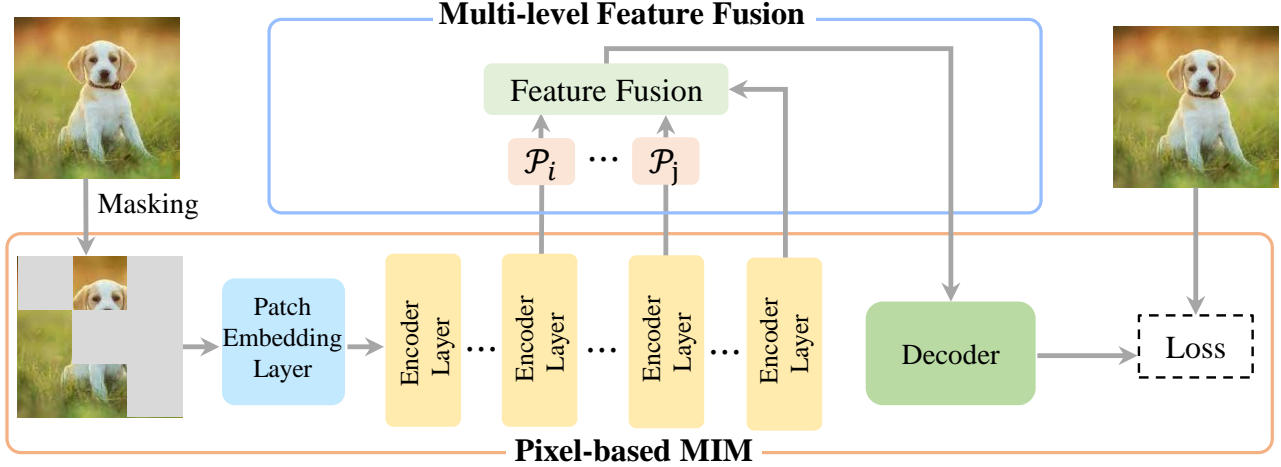 Multi-level Feature Fusion
Feature Fusion
𝒫i ··· 𝒫j
Masking
Patch
Embedding
Layer
Encoder
Layer
···
Encoder
Layer
···
Encoder
Layer
···
Encoder
Layer
Decoder
Loss
Pixel-based MIM